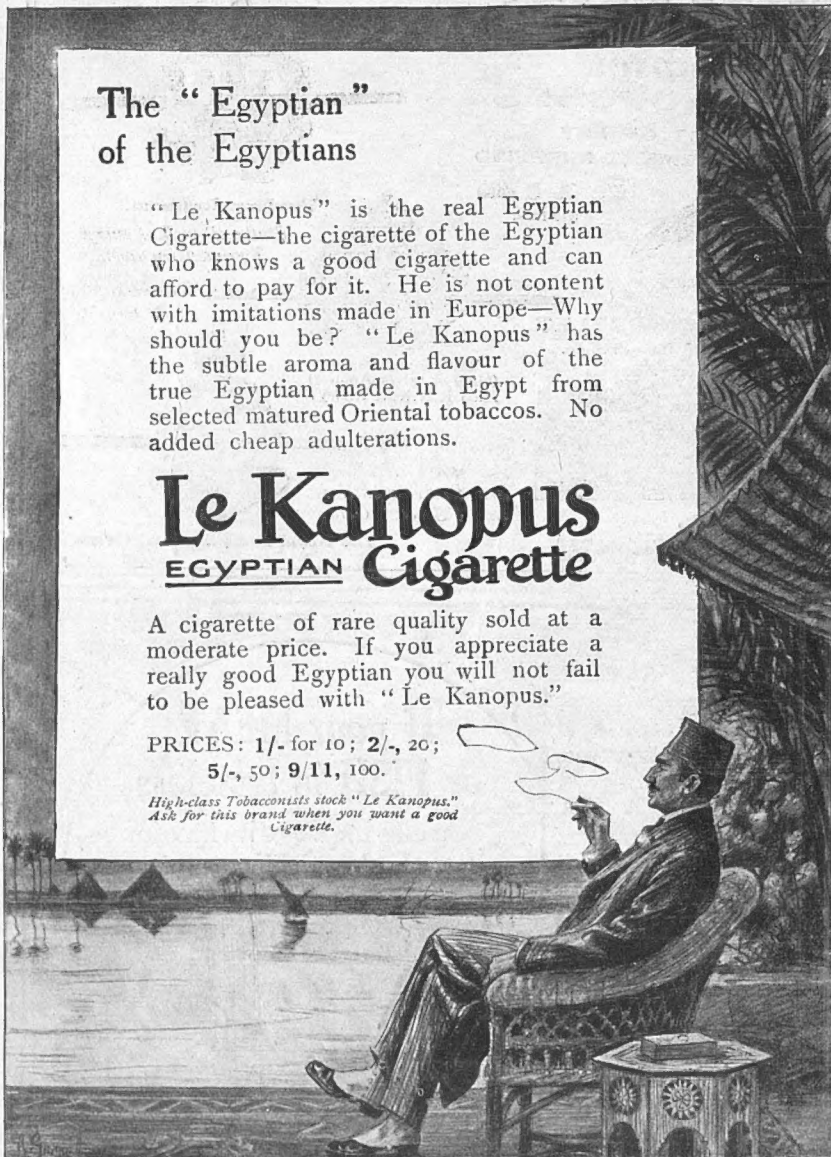 The “Egyptian”
of the Egyptians
“Le Kanopus” is the real Egyptian
Cigarette—the cigarette of the Egyptian
who knows a good cigarette and can
afford to pay for it. He is not content
with imitations made in Europe—Why
should you be? “Le Kanopus” has
the subtle aroma and flavour of the
true Egyptian made in Egypt from
selected matured Oriental tobaccos. No
added cheap adulterations.
Le Kanopus
EGYPTIAN Cigarette
A cigarette of rare quality sold at a
moderate price. If you appreciate a
really good Egyptian you will not fail
to be pleased with “Le Kanopus.”
PRICES: 1/- for 10; 2/-, 20;
5/-, 50; 9/11, 100.
High-class Tobacconists stock “Le Kanopus.”
Ask for this brand when you want a good
Cigarette.